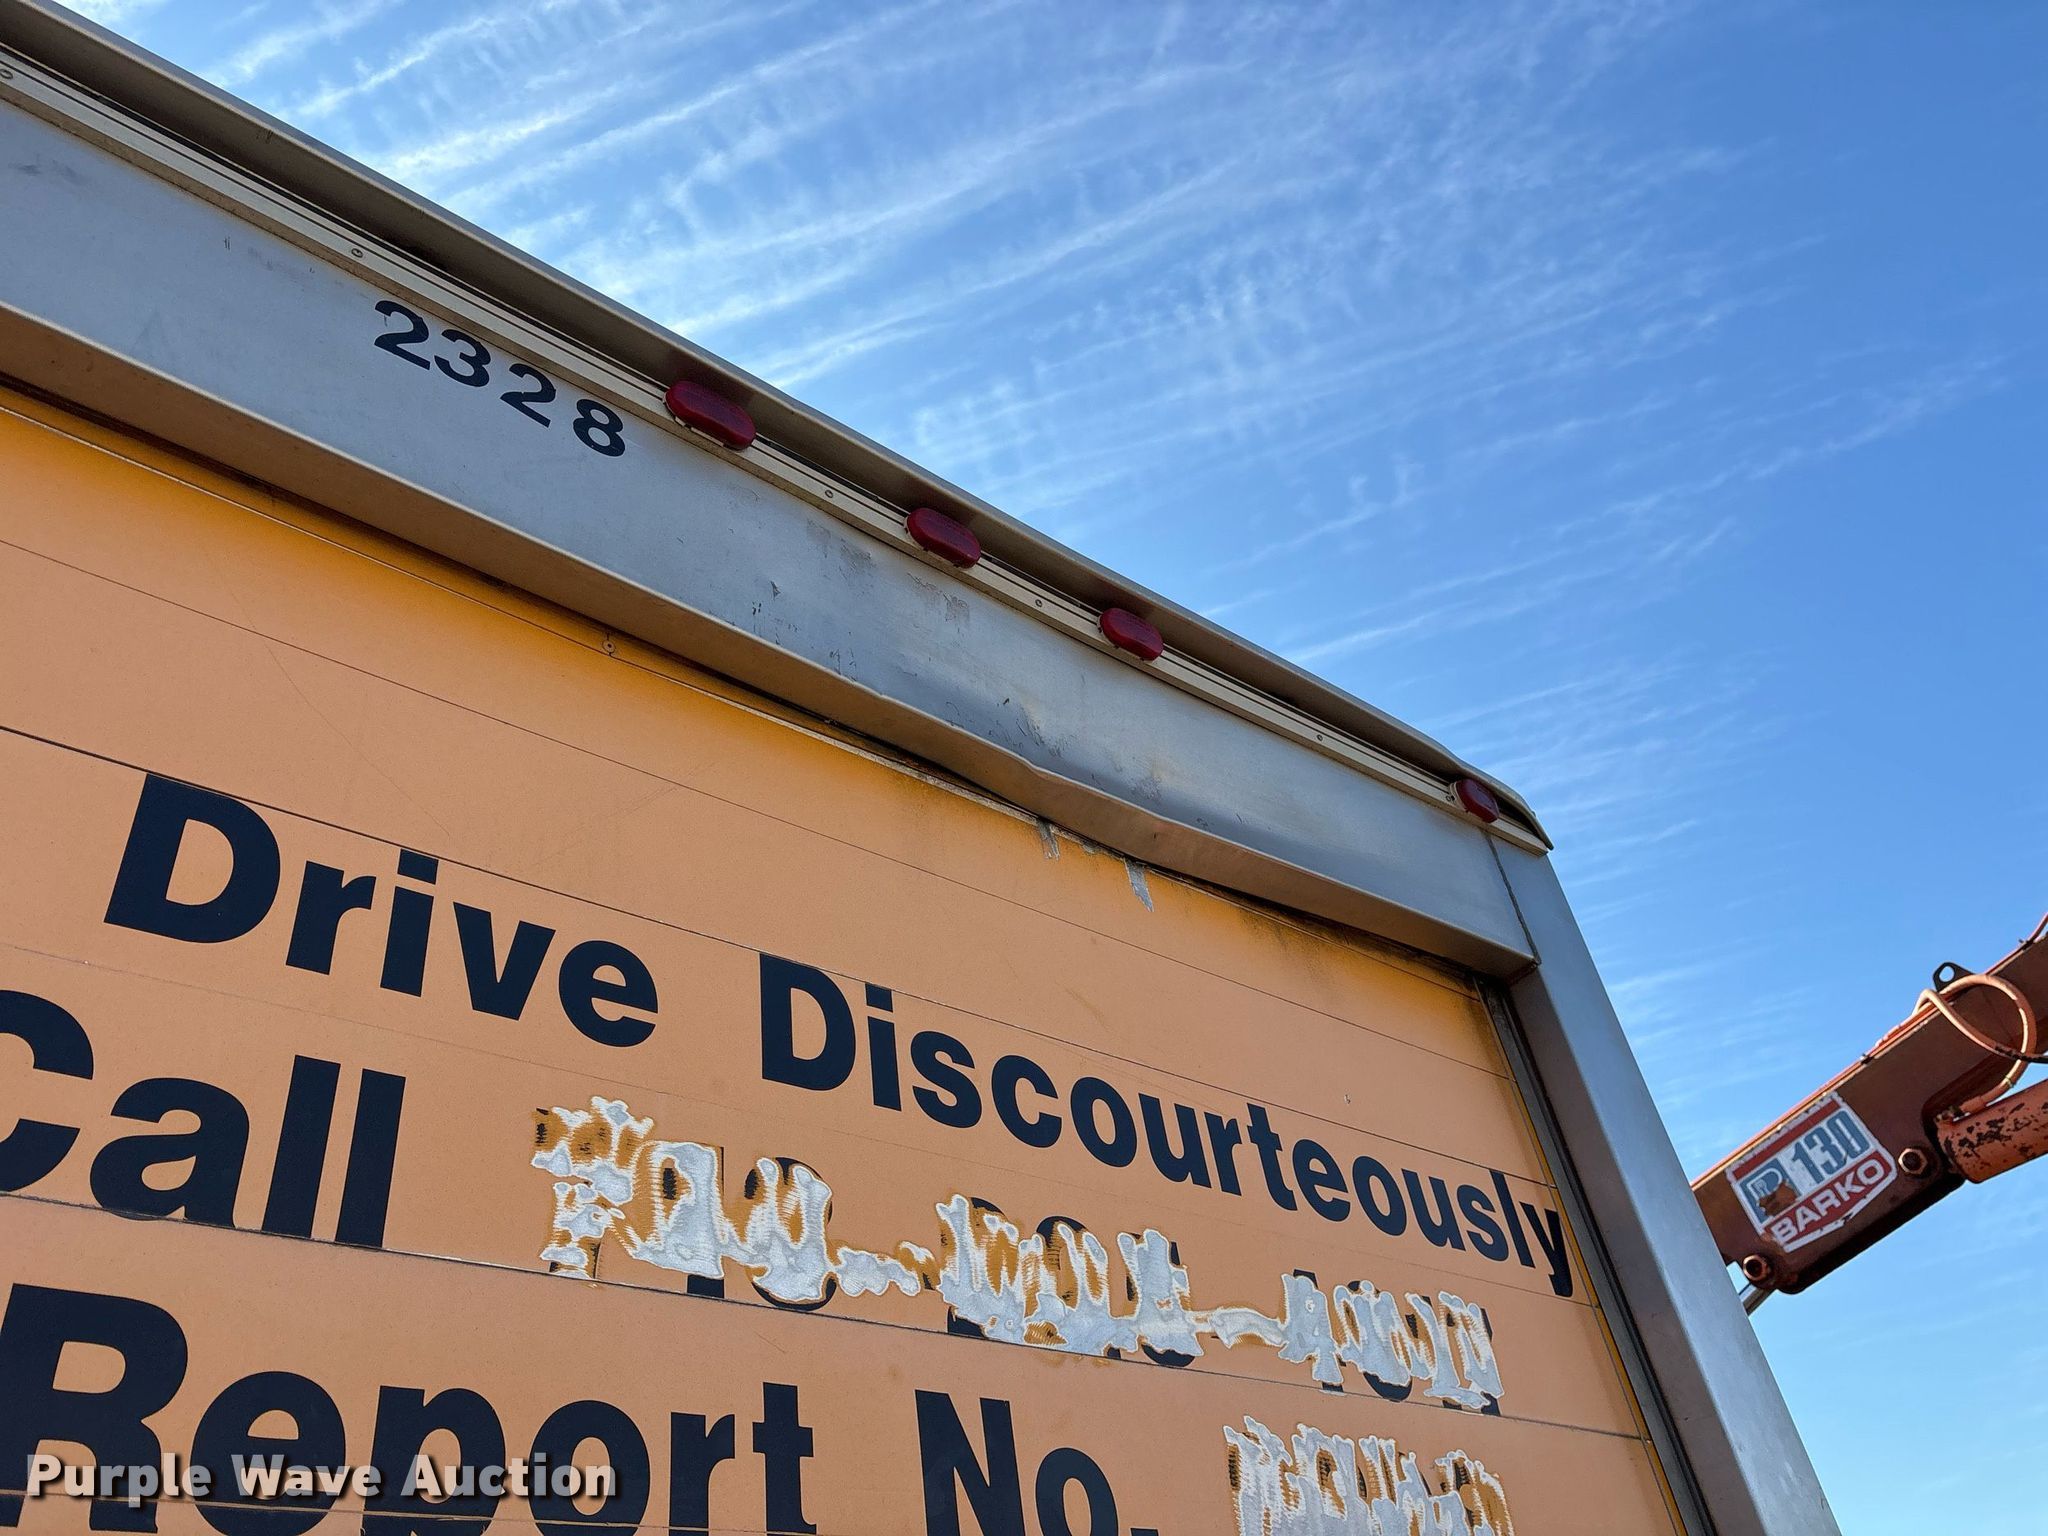 2328
Drive Discourteously
Call
Report No.
130
BARKO
Purple Wave Auction